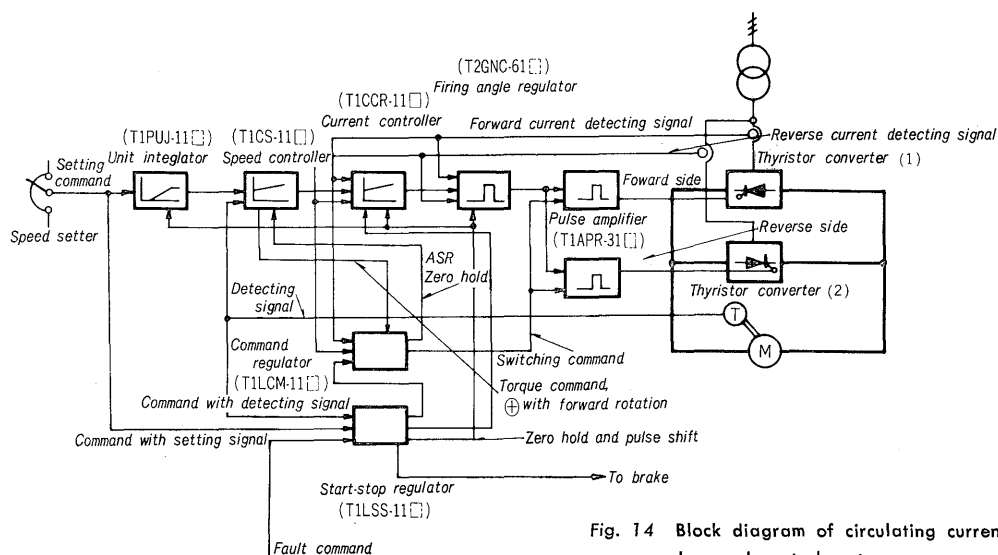 (T2GNC-61[])
Firing angle regulator
(T1CCR-11[])
Current controller
Forward current detecting signal
Reverse current detecting signal
(T1PUJ-11[])
Unit integlator
(T1CS-11[])
Speed controller
Thyristor converter (1)
Setting
command
Foward side
Speed setter
Pulse amplifier
(T1APR-31[])
Reverse side
ASR
Zero hold
Thyristor converter (2)
Detecting
signal
T
M
Command
regulator
(T1LCM-11[])
Switching command
Torque command,
⊕ with forward rotation
Command with detecting signal
Command with setting signal
Zero hold and pulse shift
To brake
Start-stop regulator
(T1LSS-11[])
Fault command
Fig. 14 Block diagram of circulating curren